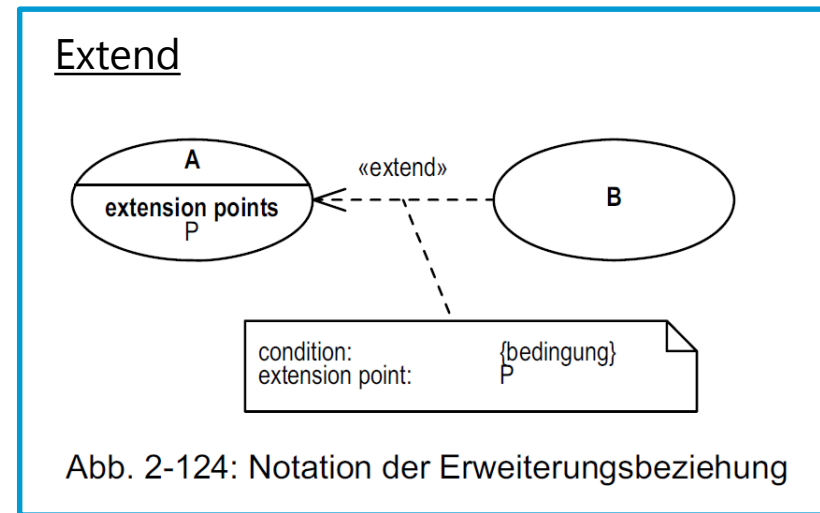 Extend
A
«extend»
extension points
P
B
condition: {bedingung}
extension point: P
Abb. 2-124: Notation der Erweiterungsbeziehung